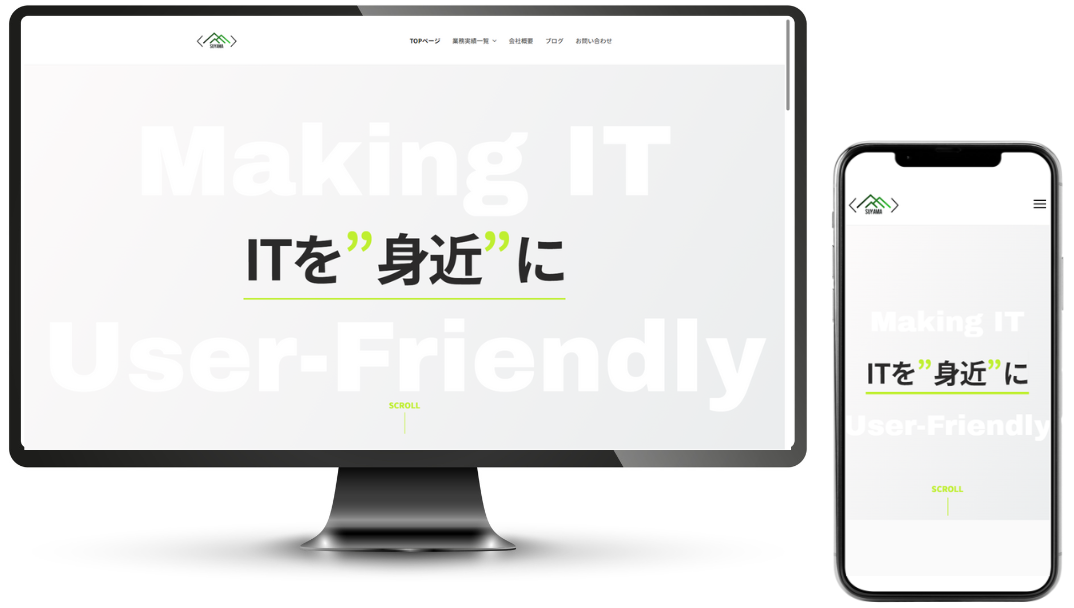 SUYAMA
TOPページ 業務実績一覧 会社概要 ブログ お問い合わせ
Making IT
ITを”身近”に
User-Friendly
SCROLL
SUYAMA
Making IT
ITを”身近”に
User-Friendly
SCROLL